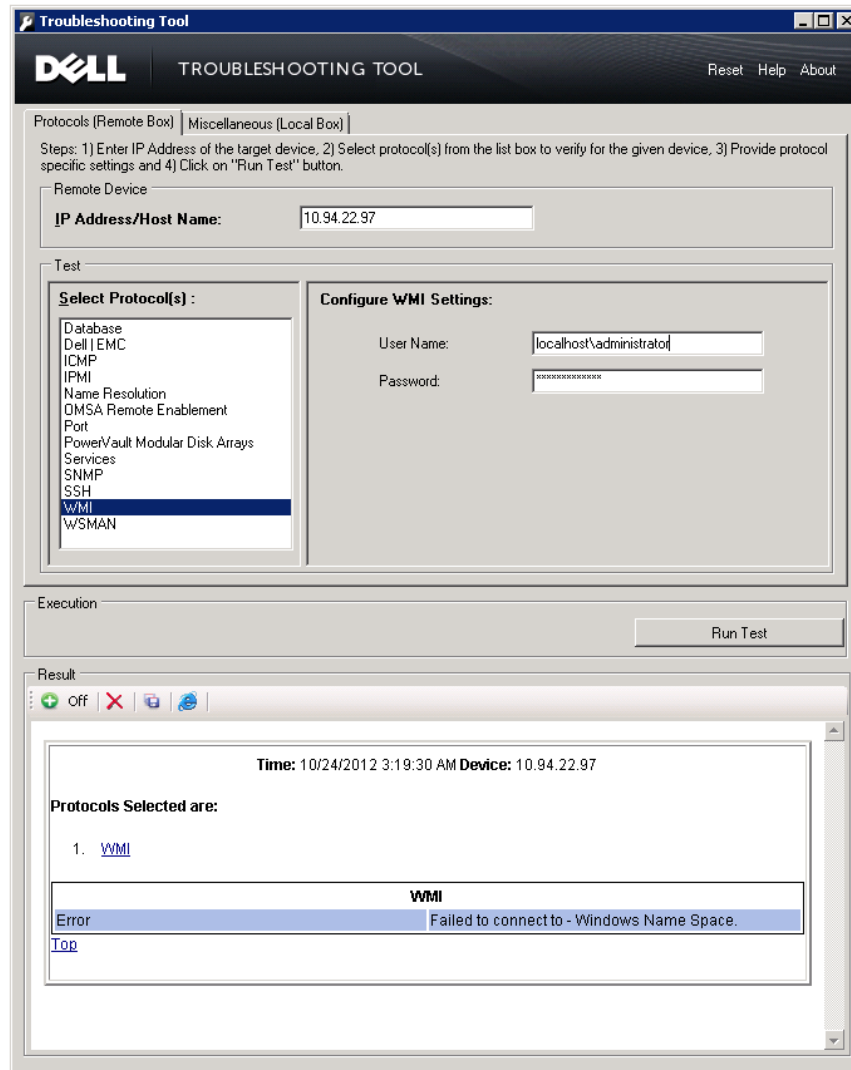 Troubleshooting Tool
DELL TROUBLESHOOTING TOOL Reset Help About
Protocols (Remote Box) Miscellaneous (Local Box)
Steps: 1) Enter IP Address of the target device, 2) Select protocol(s) from the list box to verify for the given device, 3) Provide protocol
specific settings and 4) Click on "Run Test" button.
Remote Device
IP Address/Host Name: 10.94.22.97
Test
Select Protocol(s) :
Database
Dell | EMC
ICMP
IPMI
Name Resolution
OMSA Remote Enablement
Port
PowerVault Modular Disk Arrays
Services
SNMP
SSH
WMI
WSMAN
Configure WMI Settings:
User Name: localhost\administrator
Password: *************
Execution
Run Test
Result
Off
Time: 10/24/2012 3:19:30 AM Device: 10.94.22.97
Protocols Selected are:
1. WMI
WMI
Error Failed to connect to - Windows Name Space.
Top